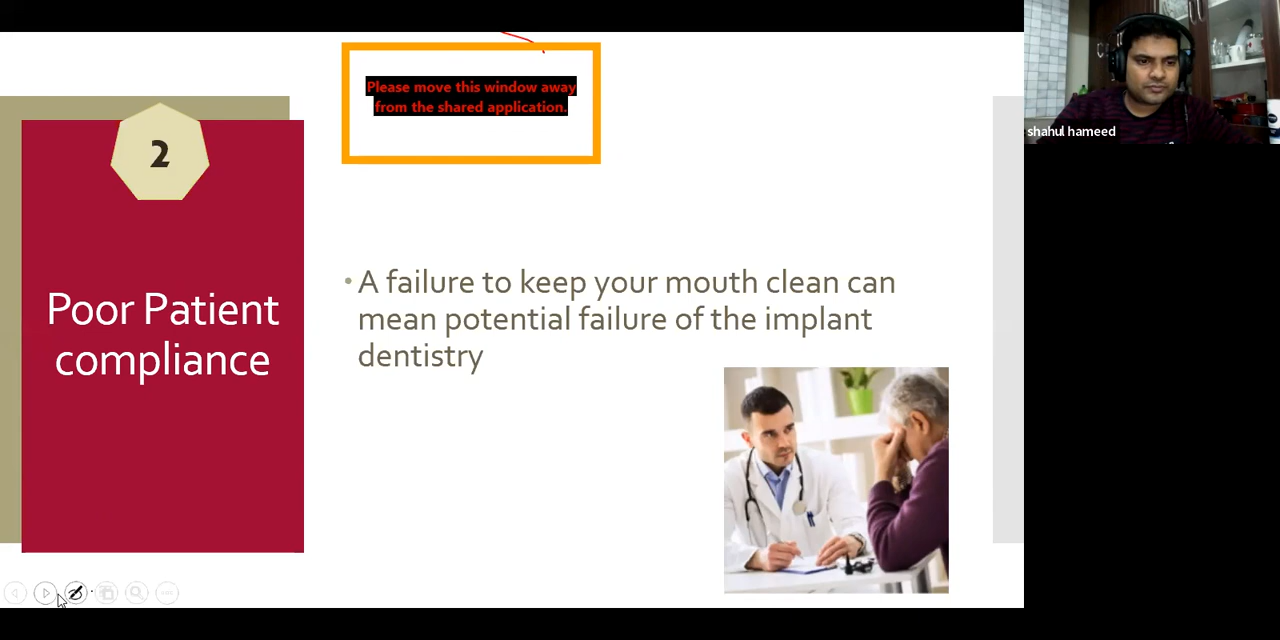 Please move this window away
from the shared application.
shahul hameed
2
Poor Patient
compliance
• A failure to keep your mouth clean can
mean potential failure of the implant
dentistry